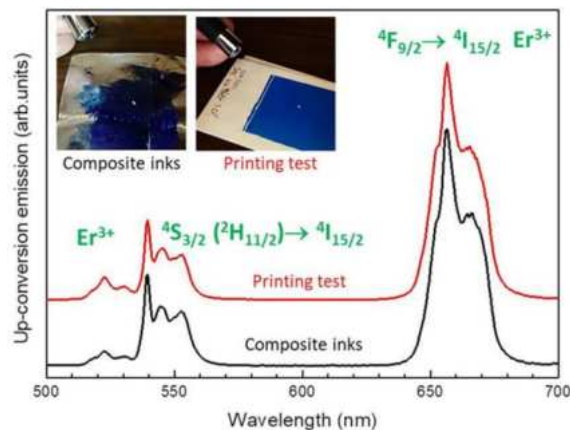 ⁴F₉/₂→ ⁴I₁₅/₂ Er³⁺
Composite inks
Printing test
Er³⁺
⁴S₃/₂ (²H₁₁/₂)→ ⁴I₁₅/₂
Printing test
Composite inks
Up-conversion emission (arb.units)
500 550 600 650 700
Wavelength (nm)